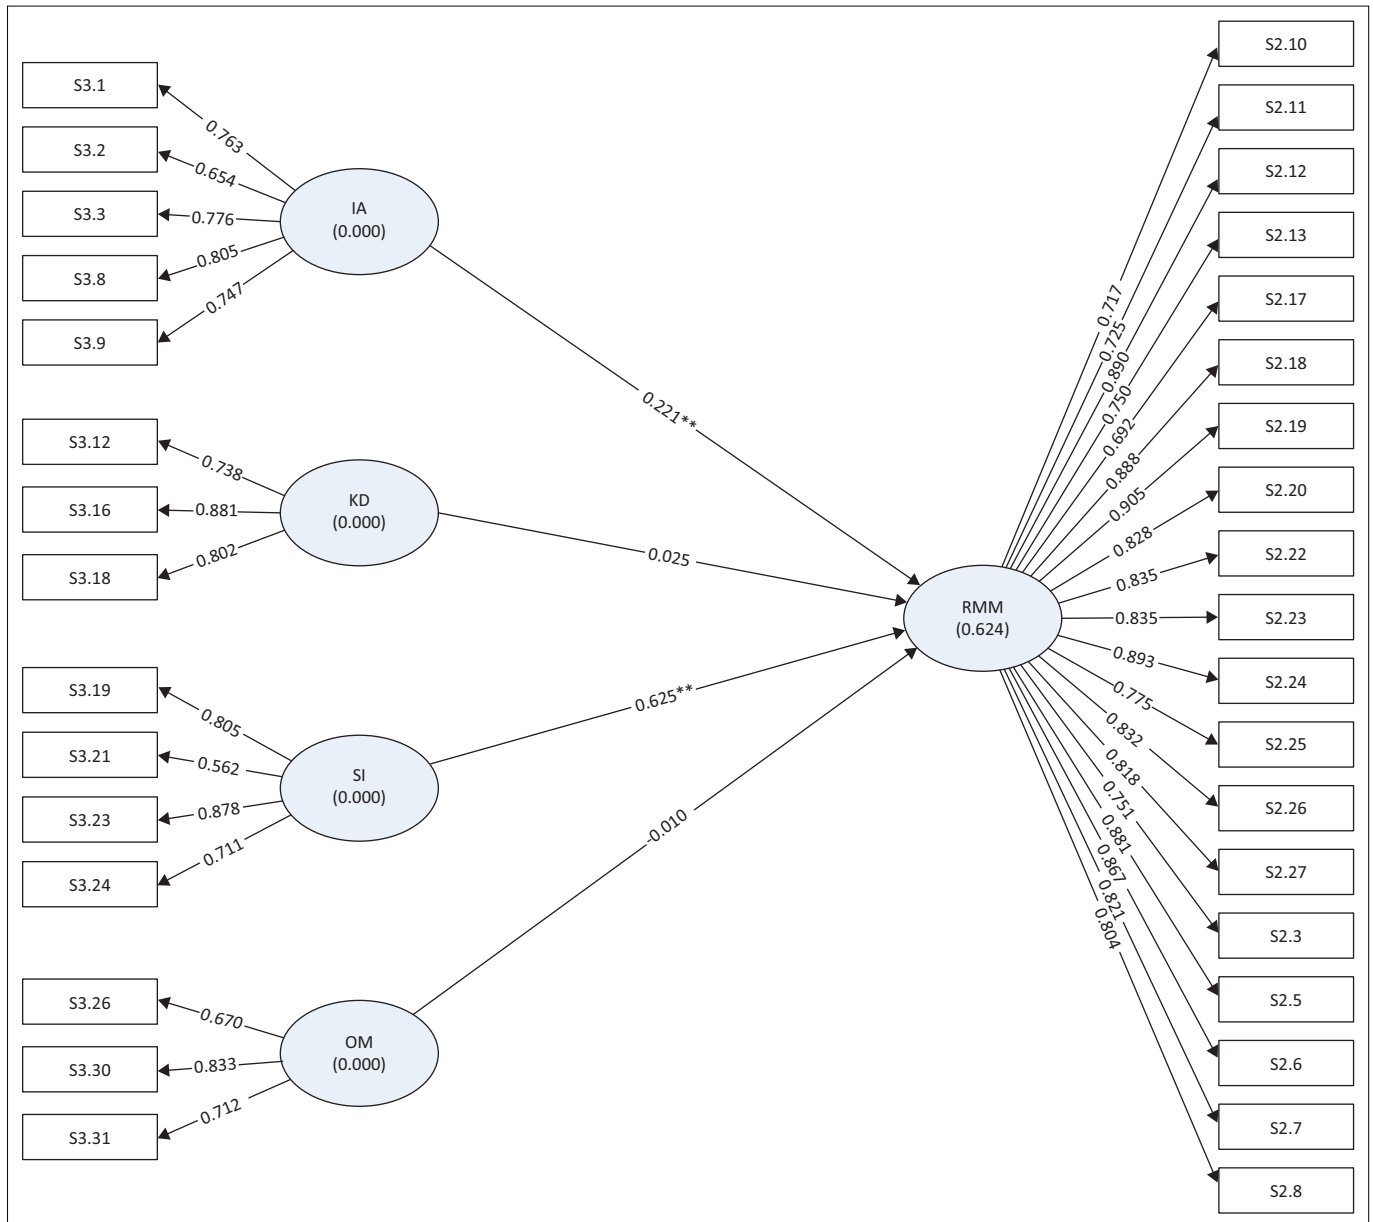 S3.1
S3.2
S3.3
S3.8
S3.9
0.763
0.654
0.776
0.805
0.747
IA
(0.000)
S3.12
S3.16
S3.18
0.738
0.881
0.802
KD
(0.000)
S3.19
S3.21
S3.23
S3.24
0.805
0.562
0.878
0.711
SI
(0.000)
S3.26
S3.30
S3.31
0.670
0.833
0.712
OM
(0.000)
0.221**
0.025
0.625**
-0.010
RMM
(0.624)
0.717
0.725
0.890
0.750
0.692
0.888
0.905
0.828
0.835
0.835
0.893
0.775
0.832
0.818
0.751
0.881
0.867
0.821
0.804
S2.10
S2.11
S2.12
S2.13
S2.17
S2.18
S2.19
S2.20
S2.22
S2.23
S2.24
S2.25
S2.26
S2.27
S2.3
S2.5
S2.6
S2.7
S2.8